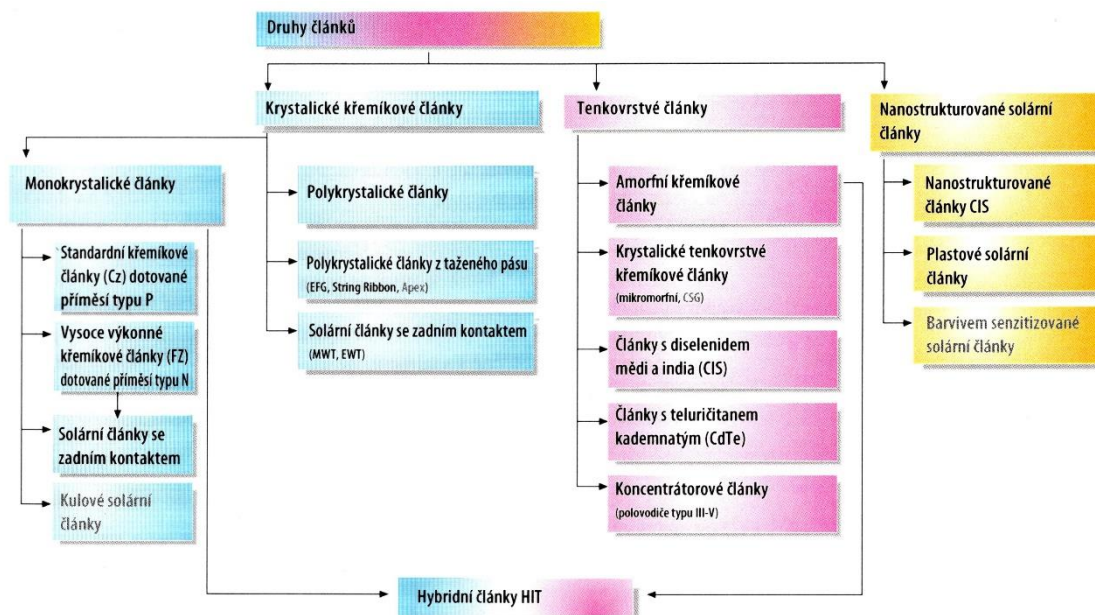 Druhy článků
Krystalické křemíkové články
Tenkovrstvé články
Nanostrukturované solární
články
Monokrystalické články
Standardní křemíkové
články (Cz) dotované
příměsí typu P
Vysoce výkonné
křemíkové články (FZ)
dotované příměsí typu N
Solární články se
zadním kontaktem
Kulové solární
články
Polykrystalické články
Polykrystalické články z taženého pásu
(EFG, String Ribbon, Apex)
Solární články se zadním kontaktem
(MWT, EWT)
Amorfní křemíkové
články
Krystalické tenkovrstvé
křemíkové články
(mikromorfní, CSG)
Články s diselenidem
mědi a india (CIS)
Články s teluričitanem
kademnatým (CdTe)
Koncentrátorové články
(polovodiče typu III-V)
Nanostrukturované
články CIS
Plastové solární
články
Barvivem senzitizované
solární články
Hybridní články HIT